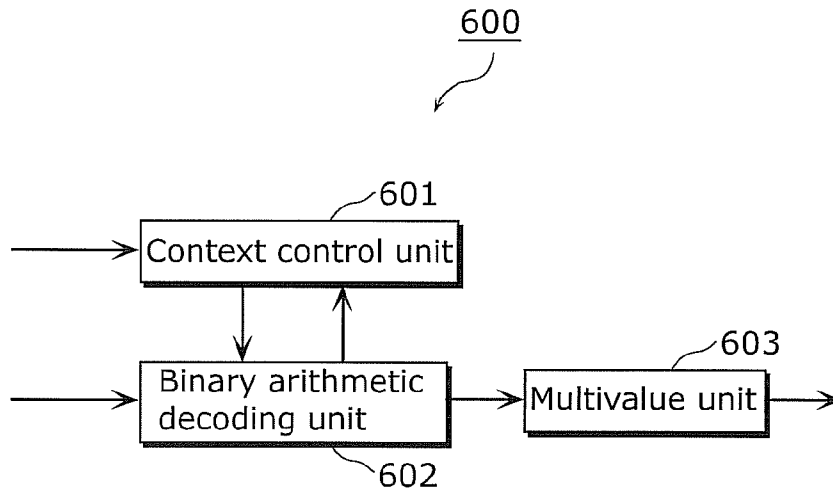 600
601
Context control unit
603
Binary arithmetic
decoding unit
Multivalue unit
602